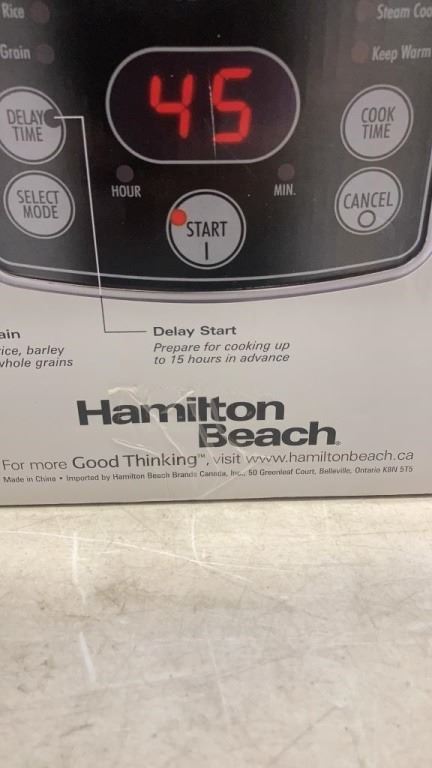 Rice
Steam Coo
Grain
Keep Warm
DELAY
TIME
45
COOK
TIME
HOUR
MIN.
SELECT
MODE
START
CANCEL
ain
Delay Start
ice, barley
Prepare for cooking up
whole grains
to 15 hours in advance
Hamilton
Beach®
For more Good Thinking™, visit www.hamiltonbeach.ca
Made in China • Imported by Hamilton Beach Brands Canada, Inc., 50 Greenleaf Court, Belleville, Ontario K8N 5T5